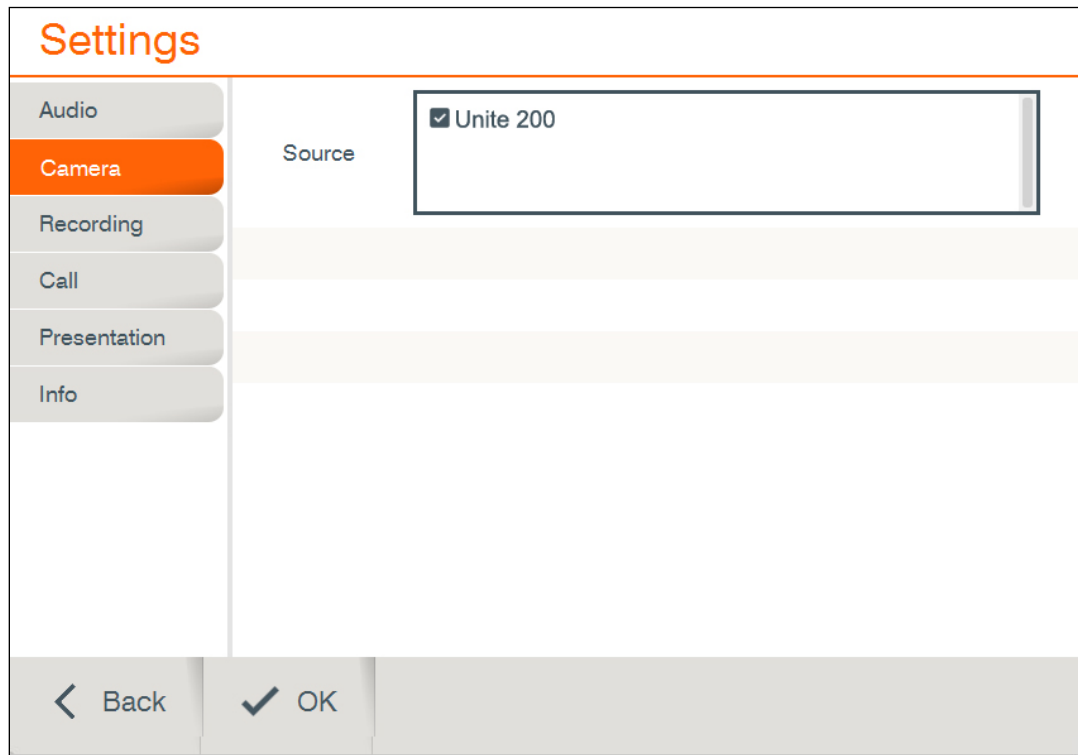 Settings
Audio
Camera
Recording
Call
Presentation
Info
Source
Unite 200
Back
OK